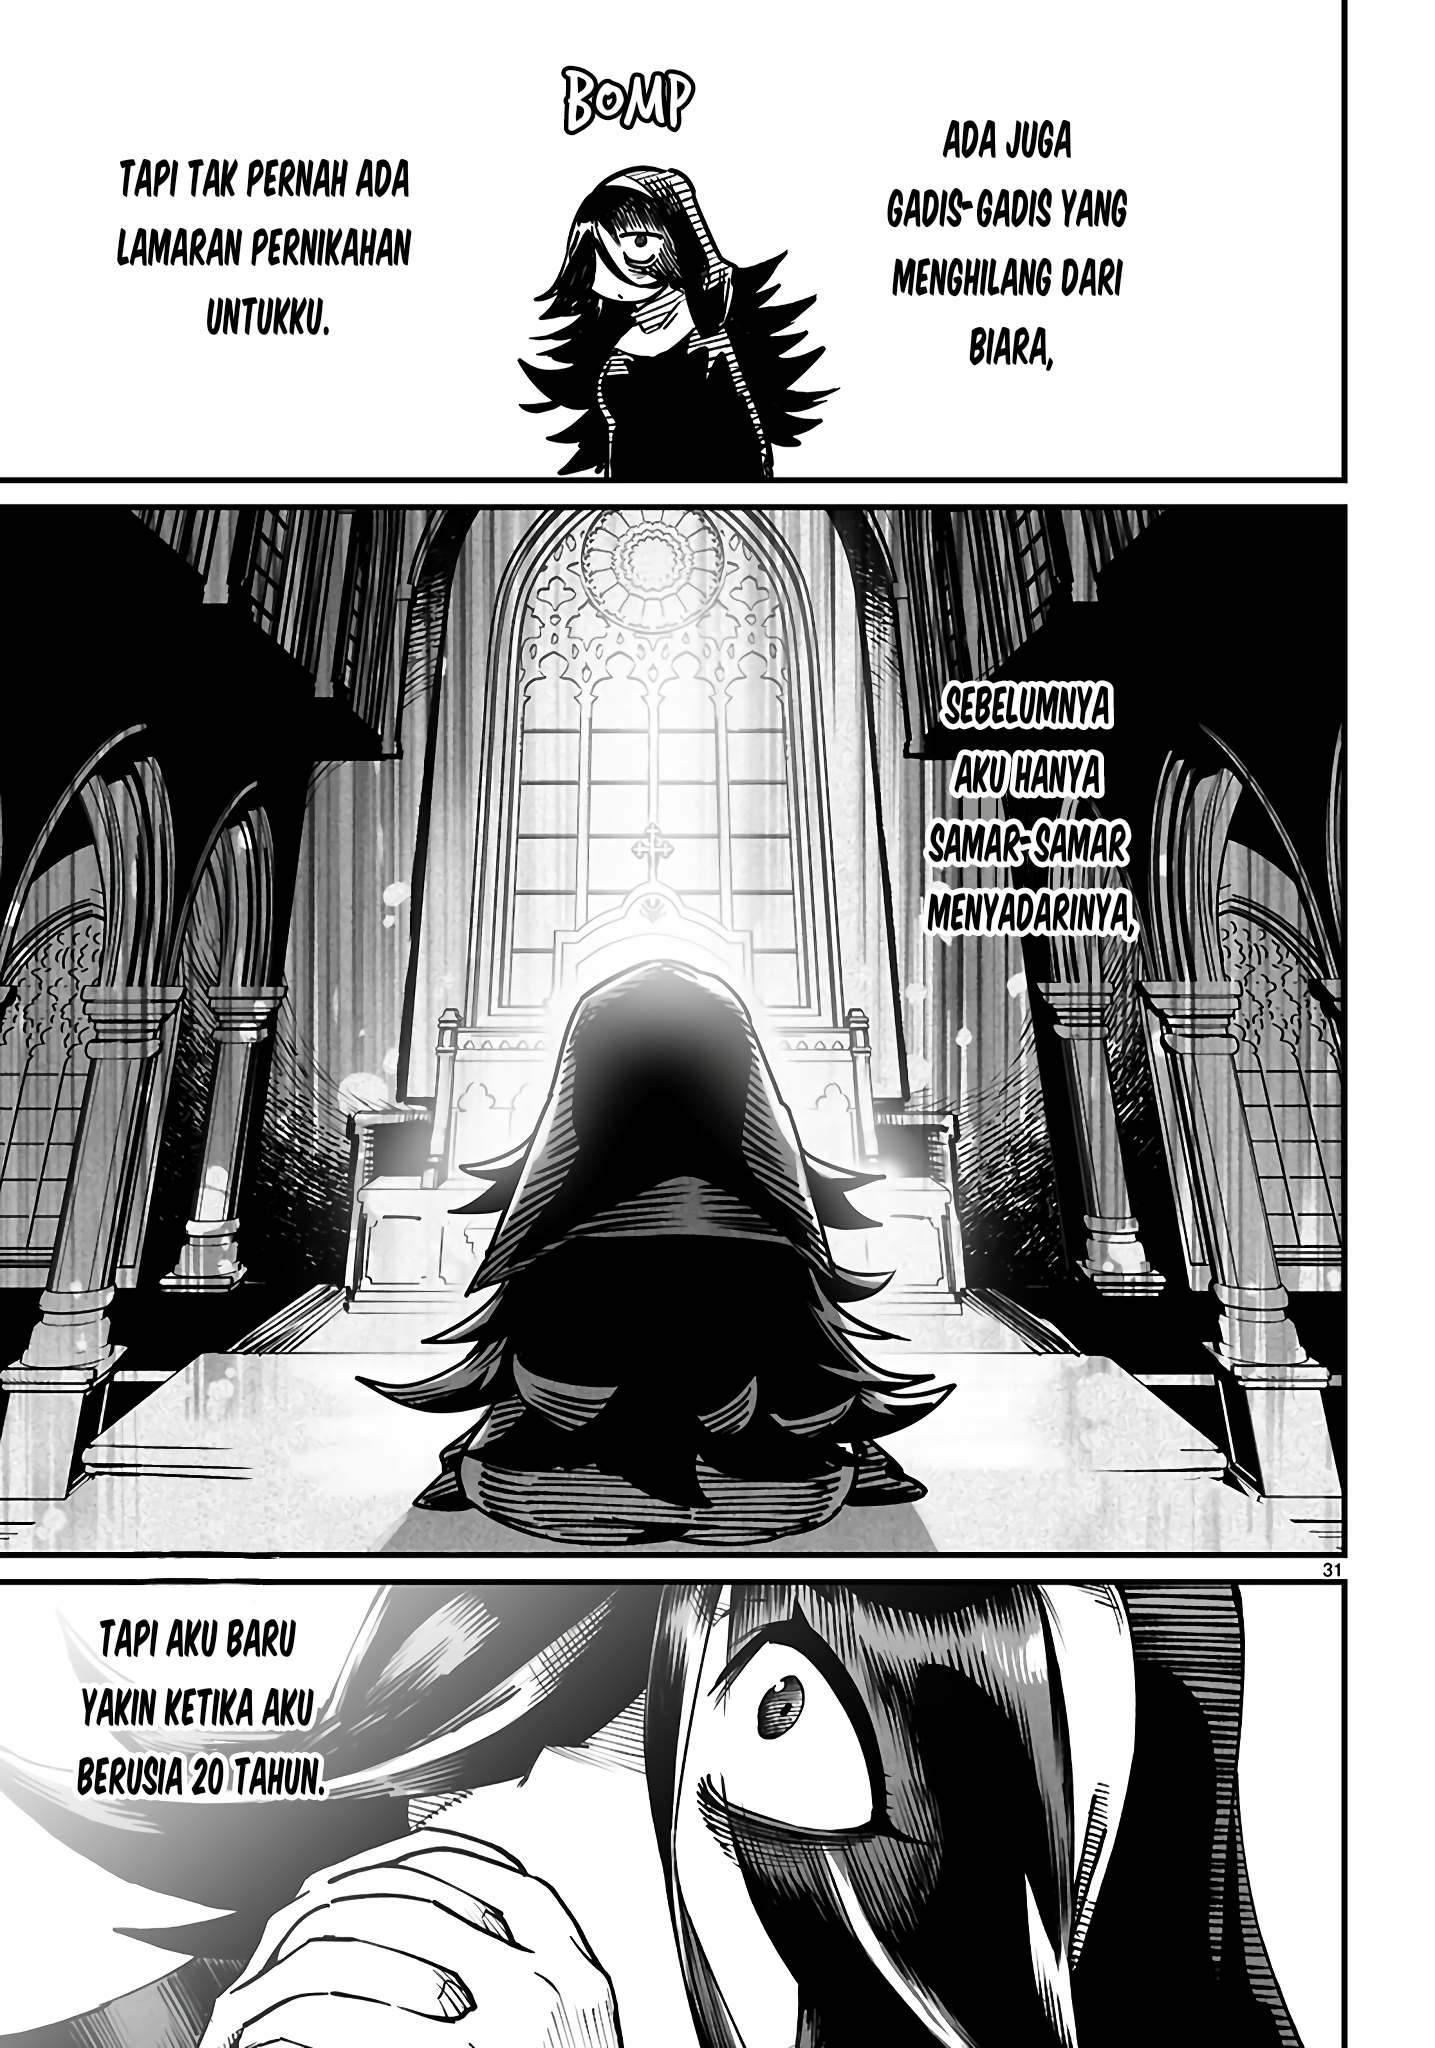 BOMP
ADA JUGA
GADIS-GADIS YANG
MENGHILANG DARI
BIARA,
TAPI TAK PERNAH ADA
LAMARAN PERNIKAHAN
UNTUKKU.
SEBELUMNYA
AKU HANYA
SAMAR-SAMAR
MENYADARINYA,
31
TAPI AKU BARU
YAKIN KETIKA AKU
BERUSIA 20 TAHUN.